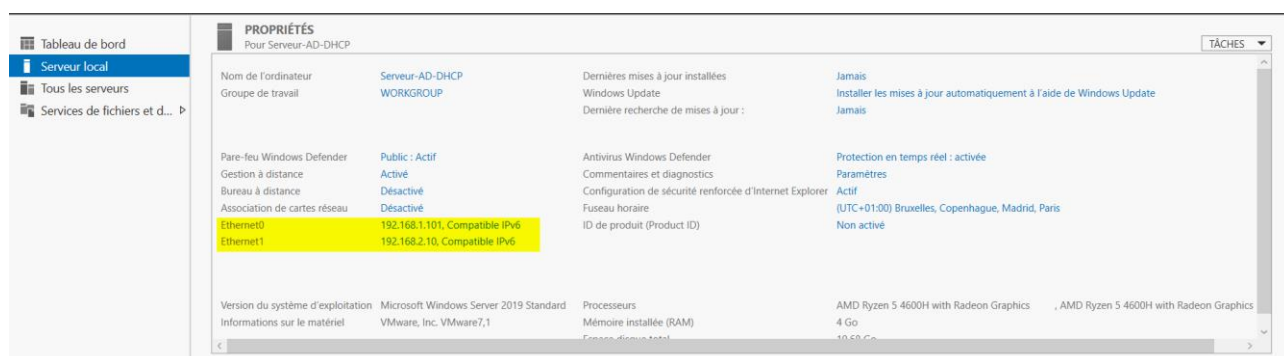 PROPRIÉTÉS
Pour Serveur-AD-DHCP
TÂCHES
Tableau de bord
Serveur local
Tous les serveurs
Services de fichiers et d...
Nom de l'ordinateur Serveur-AD-DHCP Dernières mises à jour installées Jamais
Groupe de travail WORKGROUP Windows Update Installer les mises à jour automatiquement à l'aide de Windows Update
Dernière recherche de mises à jour : Jamais
Pare-feu Windows Defender Public : Actif Antivirus Windows Defender Protection en temps réel : activée
Gestion à distance Activé Commentaires et diagnostics Paramètres
Bureau à distance Désactivé Configuration de sécurité renforcée d'Internet Explorer Actif
Association de cartes réseau Désactivé Fuseau horaire (UTC+01:00) Bruxelles, Copenhague, Madrid, Paris
Ethernet0 192.168.1.101, Compatible IPv6 ID de produit (Product ID) Non activé
Ethernet1 192.168.2.10, Compatible IPv6
Version du système d'exploitation Microsoft Windows Server 2019 Standard Processeurs AMD Ryzen 5 4600H with Radeon Graphics , AMD Ryzen 5 4600H with Radeon Graphics
Informations sur le matériel VMware, Inc. VMware7,1 Mémoire installée (RAM) 4 Go